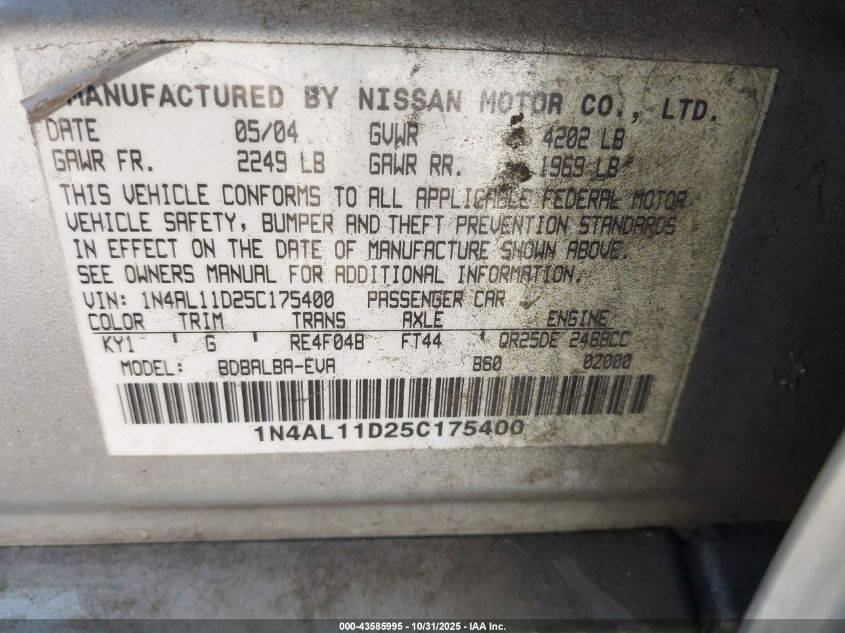 MANUFACTURED BY NISSAN MOTOR CO., LTD.
DATE 05/04 GVWR 4202 LB
GAWR FR. 2249 LB GAWR RR. 1969 LB
THIS VEHICLE CONFORMS TO ALL APPLICABLE FEDERAL MOTOR
VEHICLE SAFETY, BUMPER AND THEFT PREVENTION STANDARDS
IN EFFECT ON THE DATE OF MANUFACTURE SHOWN ABOVE.
SEE OWNERS MANUAL FOR ADDITIONAL INFORMATION.
VIN: 1N4AL11D25C175400 PASSENGER CAR
COLOR TRIM TRANS AXLE ENGINE
KY1 G RE4F04B FT44 QR25DE 2488CC
MODEL: BDBALBA-EVA B60 0Z000
1N4AL11D25C175400
000-43585995 - 10/31/2025 - IAA Inc.